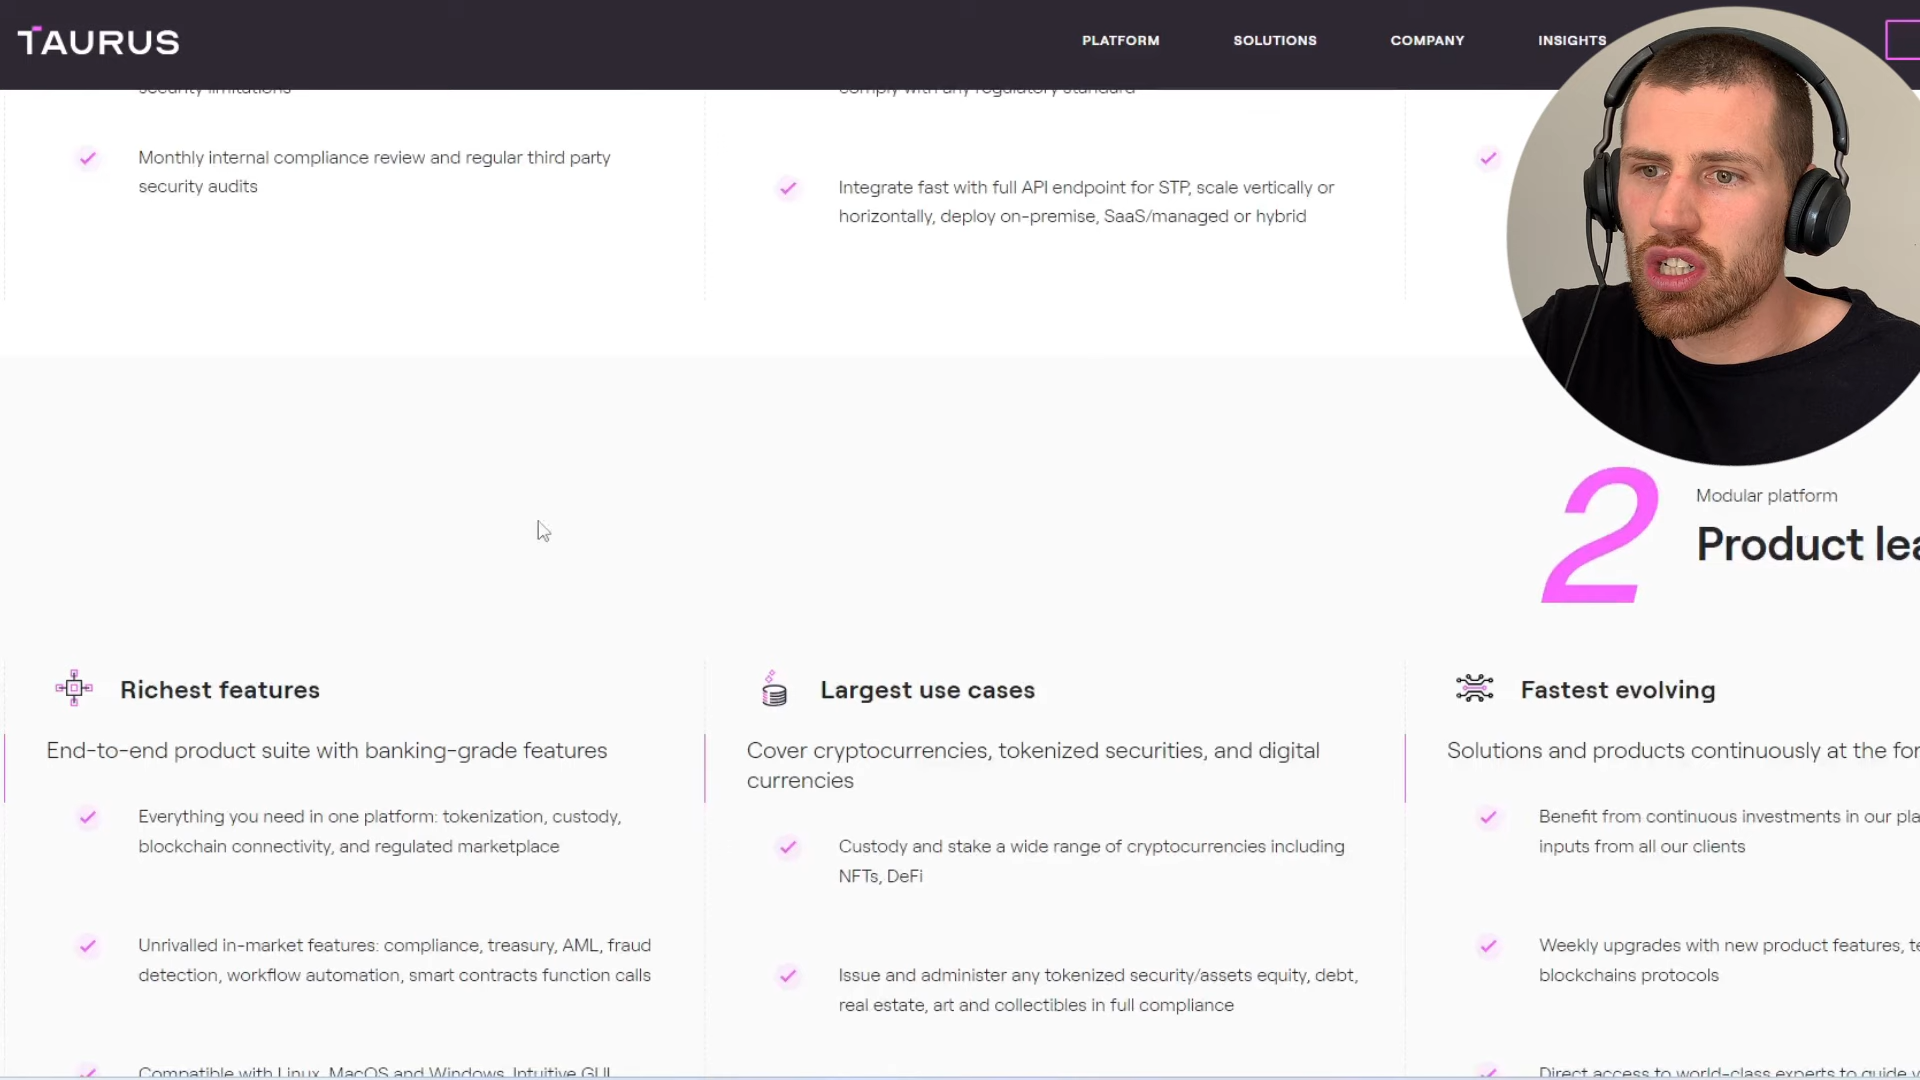 TAURUS
PLATFORM
SOLUTIONS
COMPANY
INSIGHTS
security limitations
comply with any regulatory standard
Monthly internal compliance review and regular third party
security audits
Integrate fast with full API endpoint for STP, scale vertically or
horizontally, deploy on-premise, SaaS/managed or hybrid
2
Modular platform
Product
Richest features
End-to-end product suite with banking-grade features
Everything you need in one platform: tokenization, custody,
blockchain connectivity, and regulated marketplace
Unrivalled in-market features: compliance, treasury, AML, fraud
detection, workflow automation, smart contracts function calls
Compatible with Linux, MacOS and Windows. Intuitive GUI
Largest use cases
Cover cryptocurrencies, tokenized securities, and digital
currencies
Custody and stake a wide range of cryptocurrencies including
NFTs, DeFi
Issue and administer any tokenized security/assets equity, debt,
real estate, art and collectibles in full compliance
Fastest evolving
Solutions and products continuously at the
Benefit from continuous investments in our
inputs from all our clients
Weekly upgrades with new product features,
blockchains protocols
Direct access to world-class experts to guide